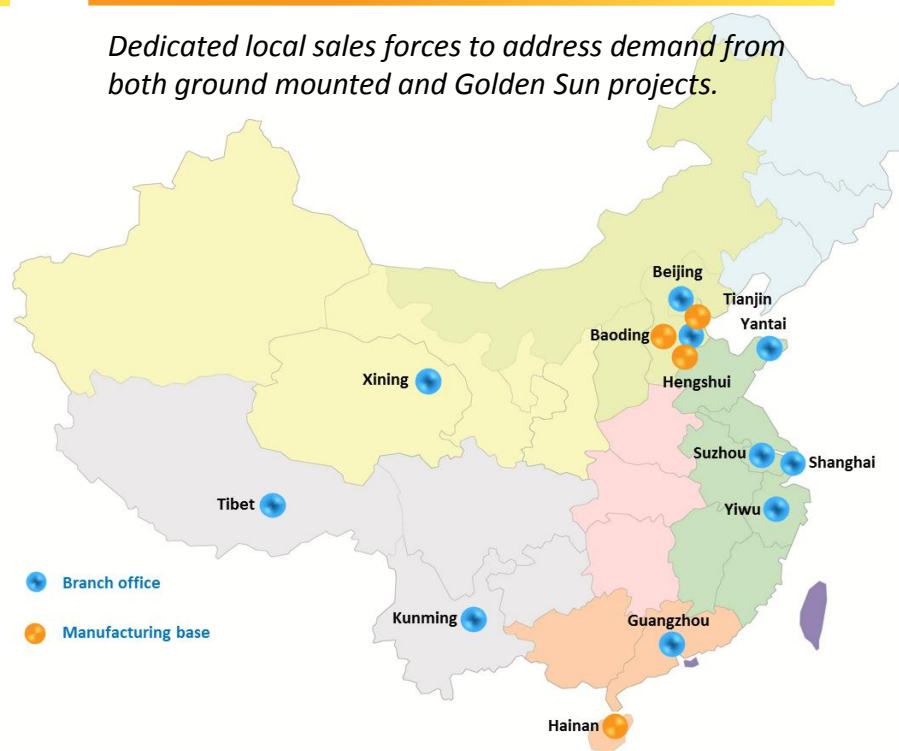 Dedicated local sales forces to address demand from
both ground mounted and Golden Sun projects.
Beijing
Tianjin
Yantai
Baoding
Hengshui
Xining
Suzhou
Shanghai
Tibet
Yiwu
Branch office
Kunming
Guangzhou
Manufacturing base
Hainan